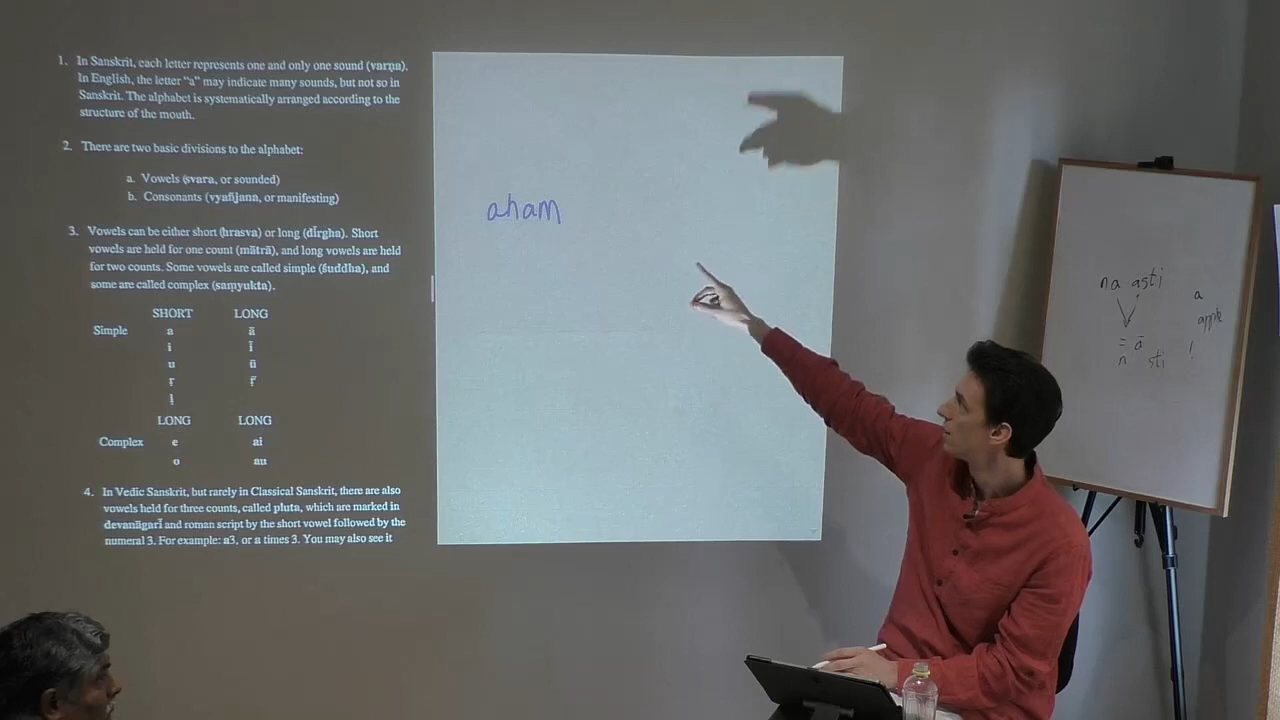 1. In Sanskrit, each letter represents one and only one sound (varṇa).
In English, the letter "a" may indicate many sounds, but not so in
Sanskrit. The alphabet is systematically arranged according to the
structure of the mouth.
2. There are two basic divisions to the alphabet:
a. Vowels (svara, or sounded)
b. Consonants (vyañjana, or manifesting)
3. Vowels can be either short (hrasva) or long (dīrgha). Short
vowels are held for one count (mātrā), and long vowels are held
for two counts. Some vowels are called simple (śuddha), and
some are called complex (saṃyukta).
SHORT LONG
Simple a ā
i ī
u ū
ṛ ṝ
ḷ
LONG LONG
Complex e ai
o au
4. In Vedic Sanskrit, but rarely in Classical Sanskrit, there are also
vowels held for three counts, called pluta, which are marked in
devanāgarī and roman script by the short vowel followed by the
numeral 3. For example: a3, or a times 3. You may also see it
aham
na asti
a
apple
ā
n sti
!